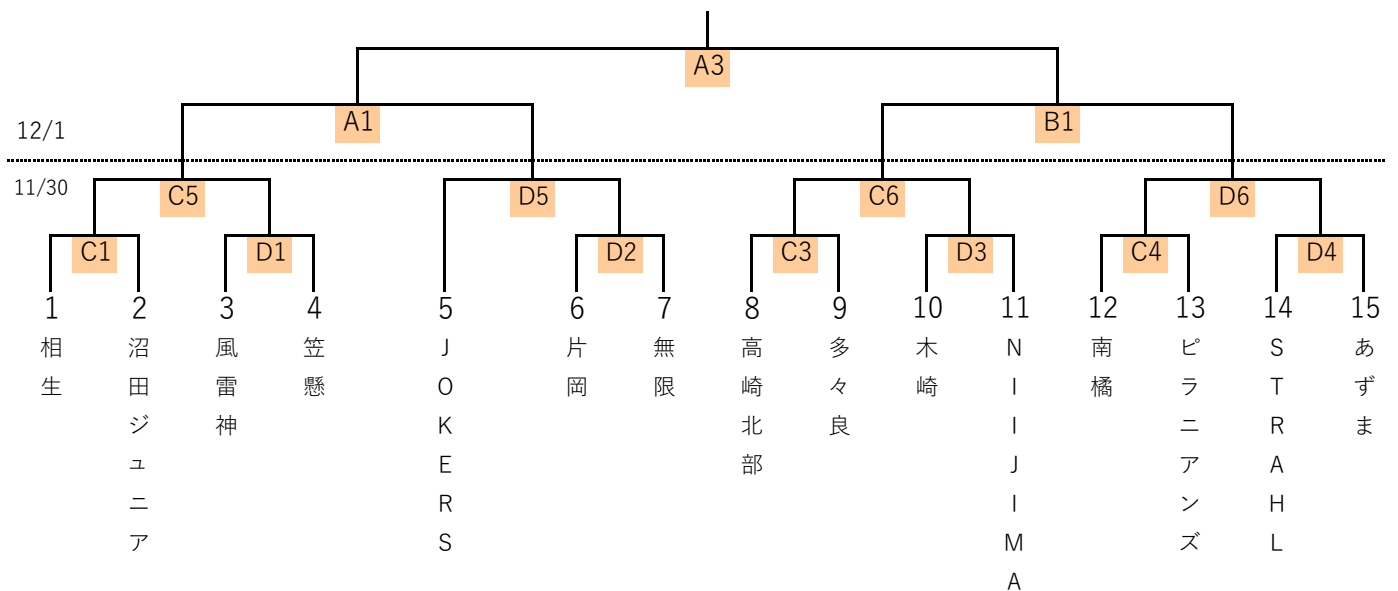 A3
A1
B1
12/1
11/30
C5
D5
C6
D6
C1
D1
D2
C3
D3
C4
D4
1
2
3
4
5
6
7
8
9
10
11
12
13
14
15
相生
沼田ジュニア
風雷神
笠懸
JOKERS
片岡
無限
高崎北部
多々良
木崎
NIIJIMA
南橘
ピラニアンズ
STRAHL
あずま